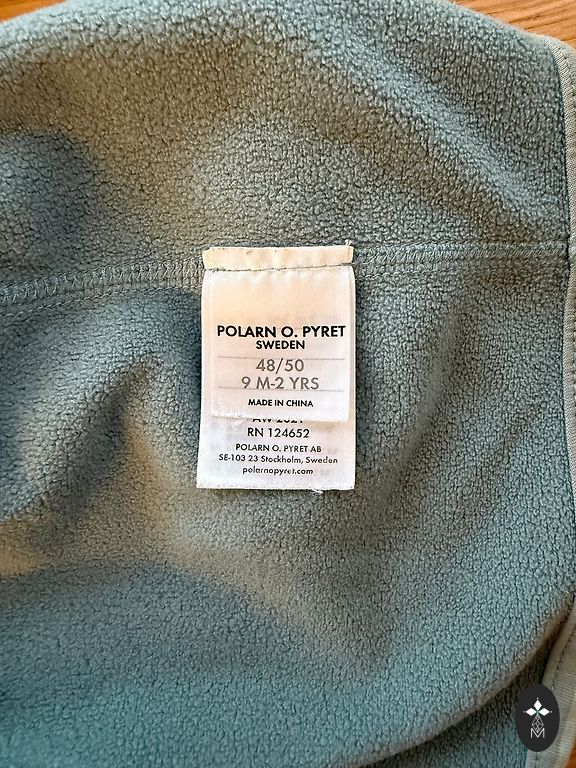 POLARN O. PYRET
SWEDEN
48/50
9 M-2 YRS
MADE IN CHINA
RN 124652
POLARN O. PYRET AB
SE-103 23 Stockholm, Sweden
polarnopyret.com
M